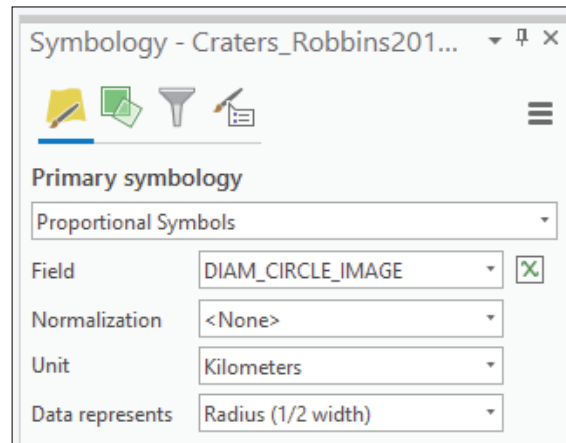 Symbology - Craters_Robbins201...
Primary symbology
Proportional Symbols
Field DIAM_CIRCLE_IMAGE
Normalization <None>
Unit Kilometers
Data represents Radius (1/2 width)